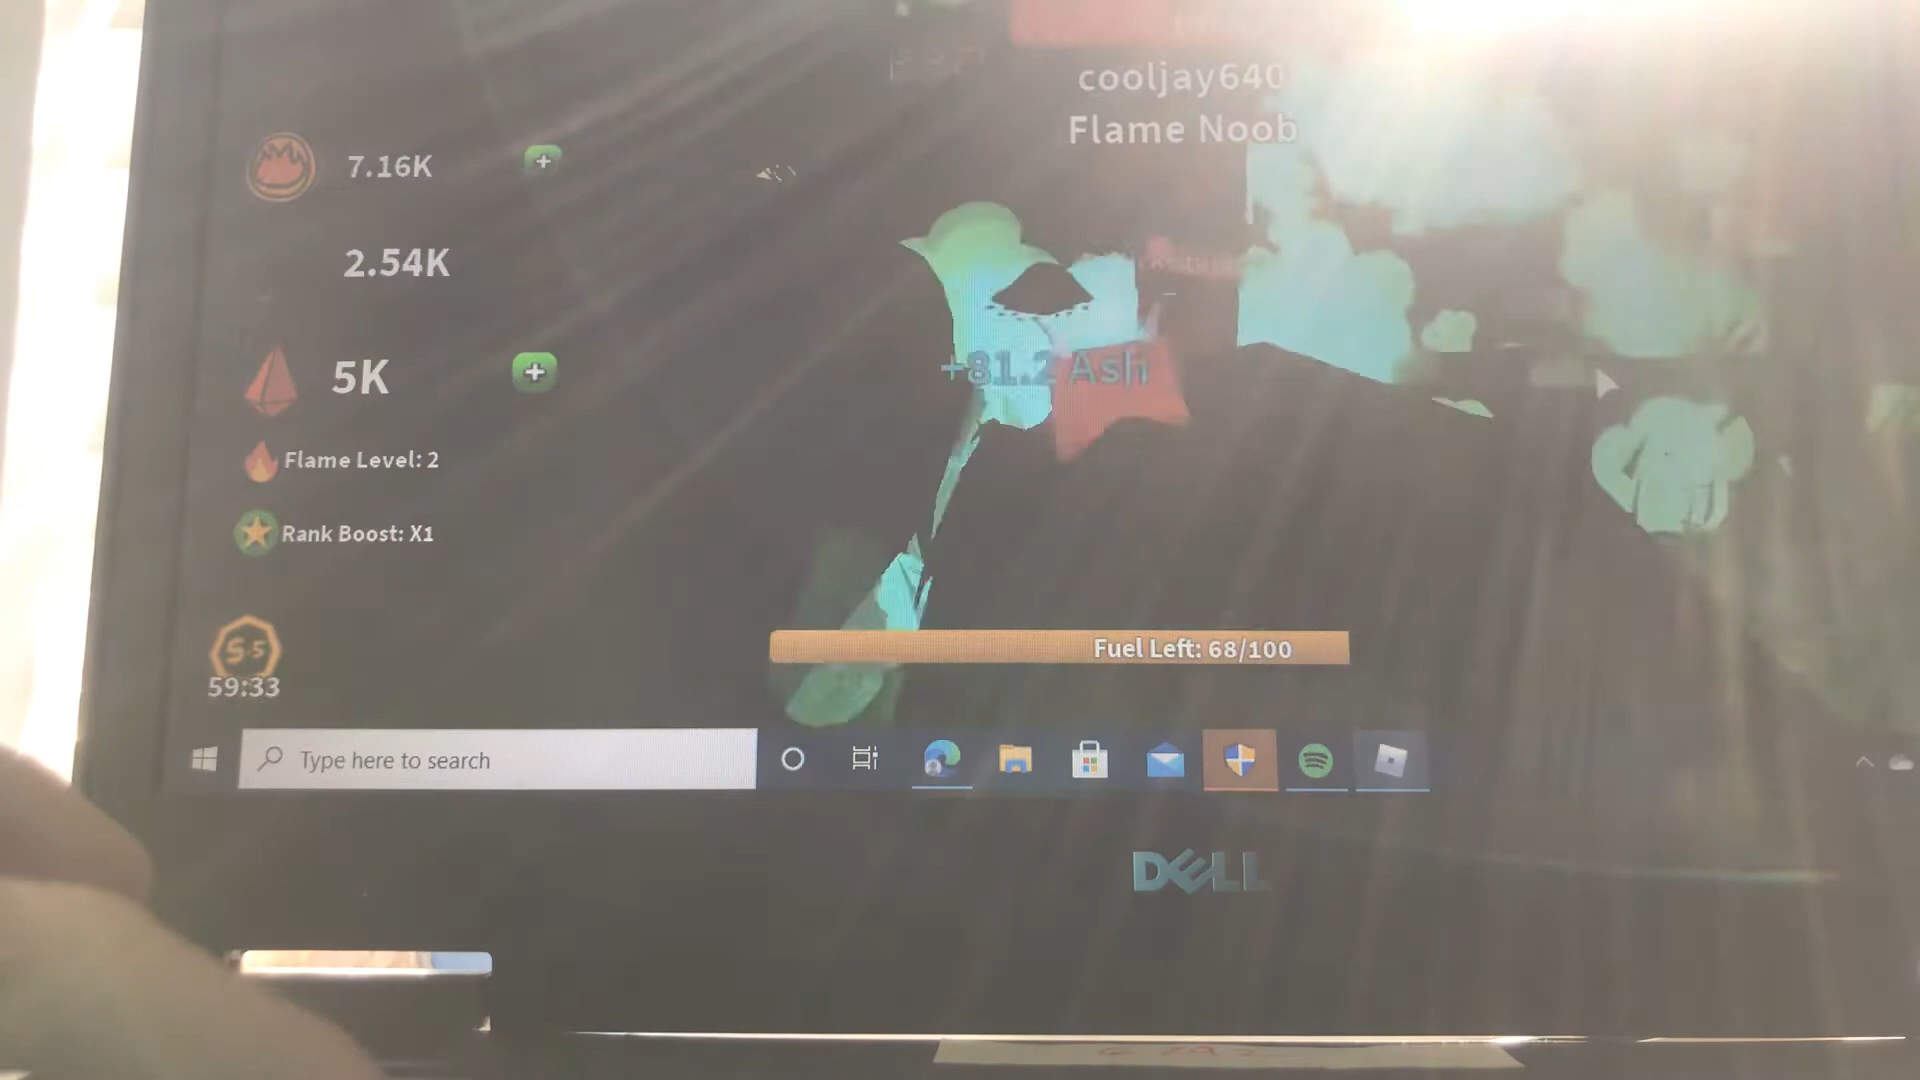 cooljay640
Flame Noob
7.16K
2.54K
+81.2 Ash
5K
Flame Level: 2
Rank Boost: X1
S-5
59:33
Fuel Left: 68/100
Type here to search
DELL